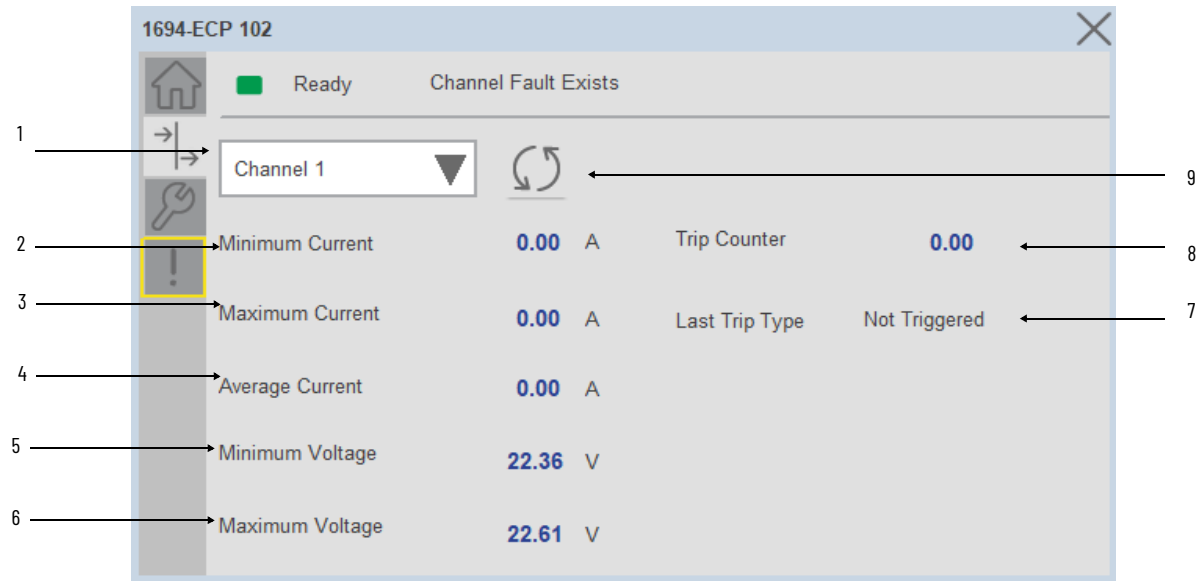 1694-ECP 102
Ready Channel Fault Exists
1
Channel 1
9
2
Minimum Current 0.00 A Trip Counter 0.00
8
3
Maximum Current 0.00 A Last Trip Type Not Triggered
7
4
Average Current 0.00 A
5
Minimum Voltage 22.36 V
6
Maximum Voltage 22.61 V